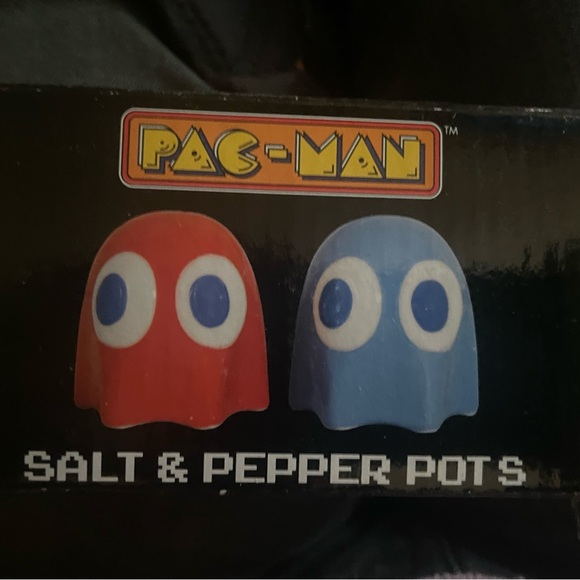 PAC-MAN™
SALT & PEPPER POTS